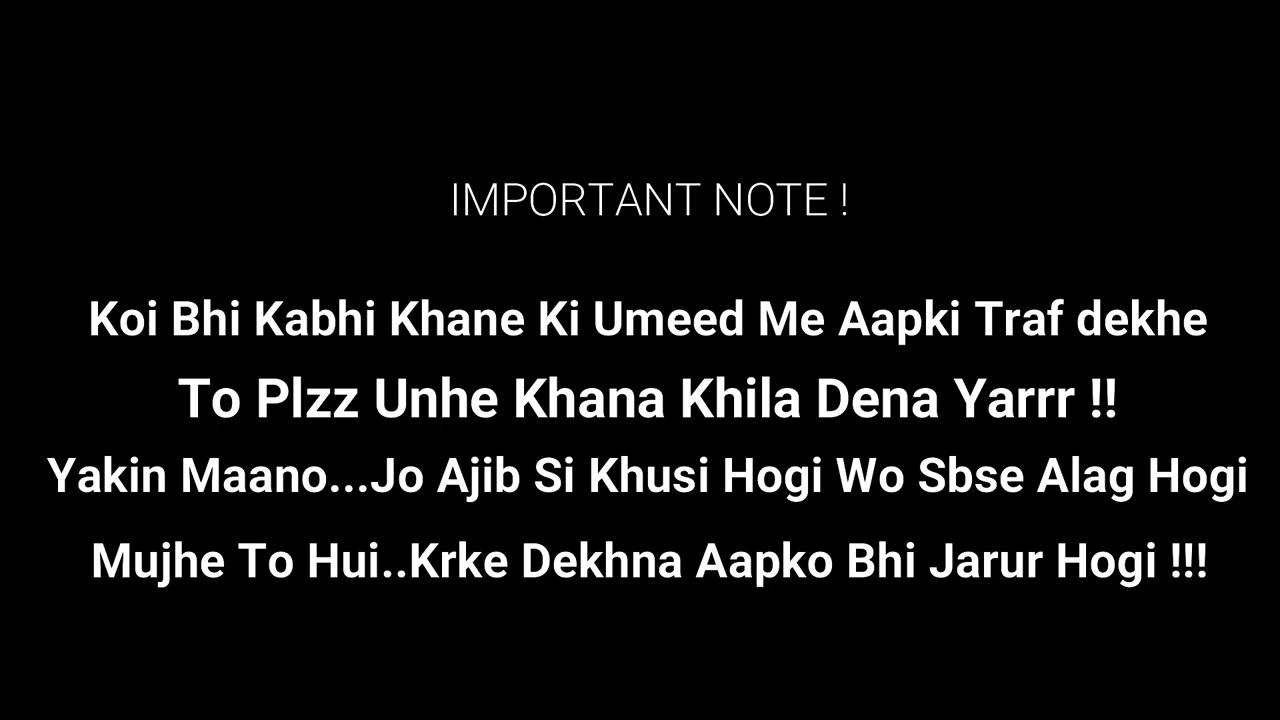 IMPORTANT NOTE !
Koi Bhi Kabhi Khane Ki Umeed Me Aapki Traf dekhe
To Plzz Unhe Khana Khila Dena Yarrr !!
Yakin Maano...Jo Ajib Si Khusi Hogi Wo Sbse Alag Hogi
Mujhe To Hui..Krke Dekhna Aapko Bhi Jarur Hogi !!!